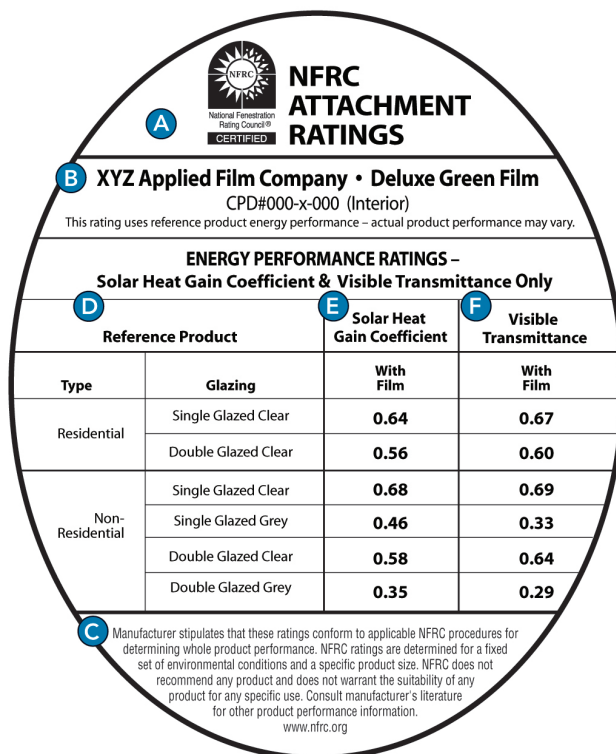 NFRC
National Fenestration
Rating Council®
CERTIFIED
NFRC
ATTACHMENT
RATINGS
A
B
XYZ Applied Film Company • Deluxe Green Film
CPD#000-x-000 (Interior)
This rating uses reference product energy performance – actual product performance may vary.
ENERGY PERFORMANCE RATINGS –
Solar Heat Gain Coefficient & Visible Transmittance Only
D
Reference Product
E
Solar Heat
Gain Coefficient
F
Visible
Transmittance
Type
Glazing
With
Film
With
Film
Residential
Single Glazed Clear
0.64
0.67
Double Glazed Clear
0.56
0.60
Non-
Residential
Single Glazed Clear
0.68
0.69
Single Glazed Grey
0.46
0.33
Double Glazed Clear
0.58
0.64
Double Glazed Grey
0.35
0.29
C
Manufacturer stipulates that these ratings conform to applicable NFRC procedures for
determining whole product performance. NFRC ratings are determined for a fixed
set of environmental conditions and a specific product size. NFRC does not
recommend any product and does not warrant the suitability of any
product for any specific use. Consult manufacturer's literature
for other product performance information.
www.nfrc.org